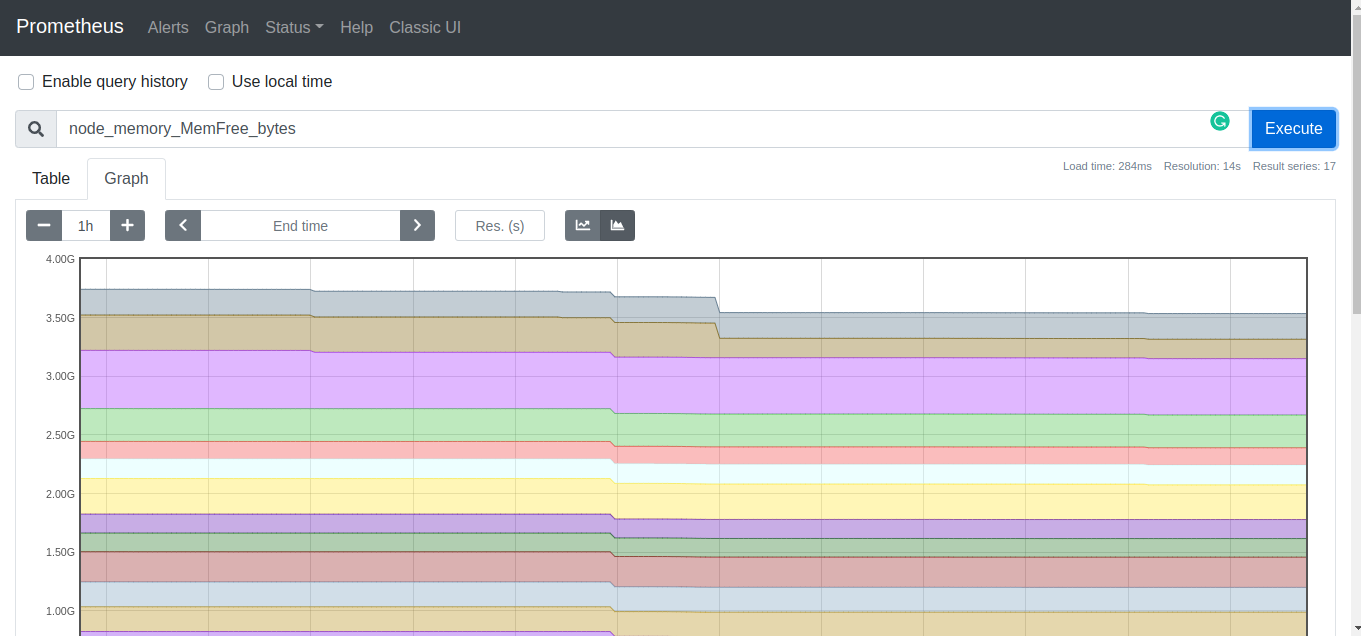 Prometheus Alerts Graph Status Help Classic UI
Enable query history Use local time
node_memory_MemFree_bytes Execute
Load time: 284ms Resolution: 14s Result series: 17
Table Graph
1h End time Res. (s)
4.00G
3.50G
3.00G
2.50G
2.00G
1.50G
1.00G